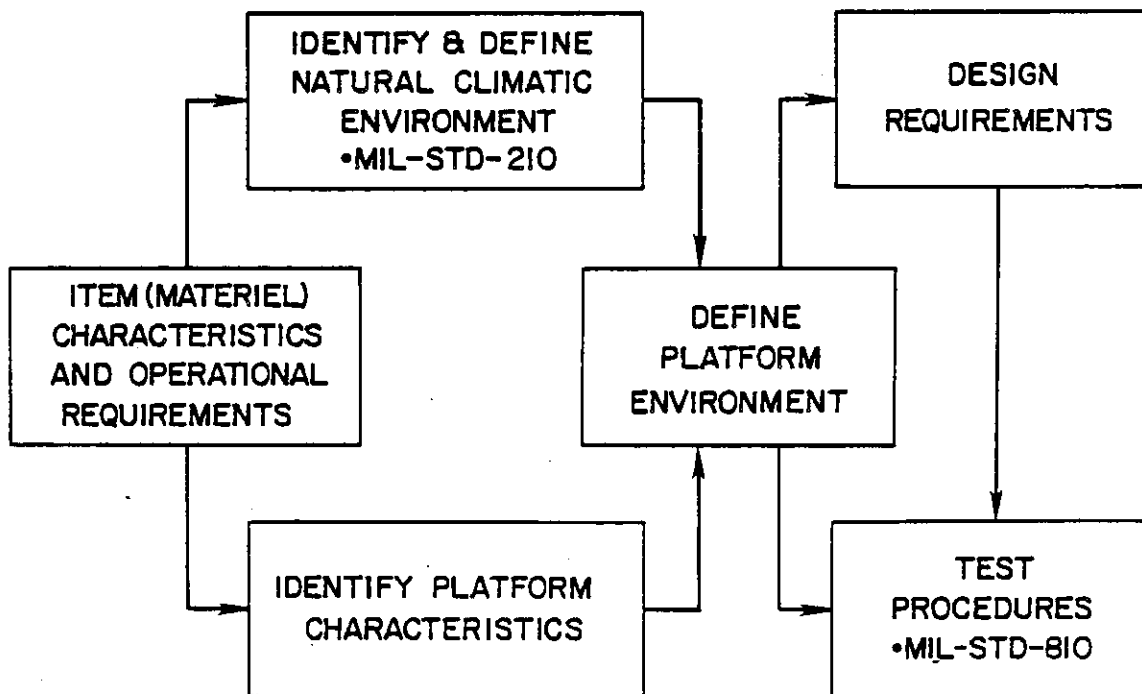 IDENTIFY & DEFINE
NATURAL CLIMATIC
ENVIRONMENT
•MIL-STD-210
DESIGN
REQUIREMENTS
ITEM (MATERIEL)
CHARACTERISTICS
AND OPERATIONAL
REQUIREMENTS
DEFINE
PLATFORM
ENVIRONMENT
IDENTIFY PLATFORM
CHARACTERISTICS
TEST
PROCEDURES
•MIL-STD-810